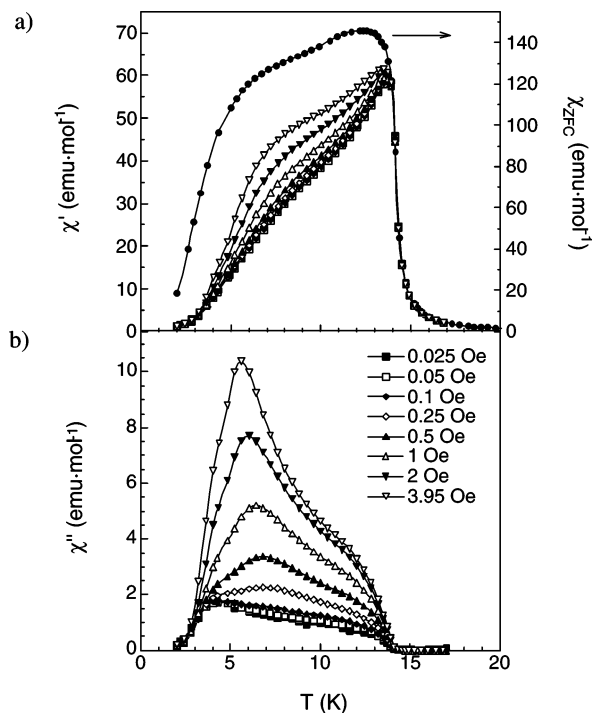 a)
70
60
50
40
30
20
10
0
χ' (emu·mol⁻¹)
140
120
100
80
60
40
20
0
χZFC (emu·mol⁻¹)
b)
10
8
6
4
2
0
χ" (emu·mol⁻¹)
0.025 Oe
0.05 Oe
0.1 Oe
0.25 Oe
0.5 Oe
1 Oe
2 Oe
3.95 Oe
0 5 10 15 20
T (K)